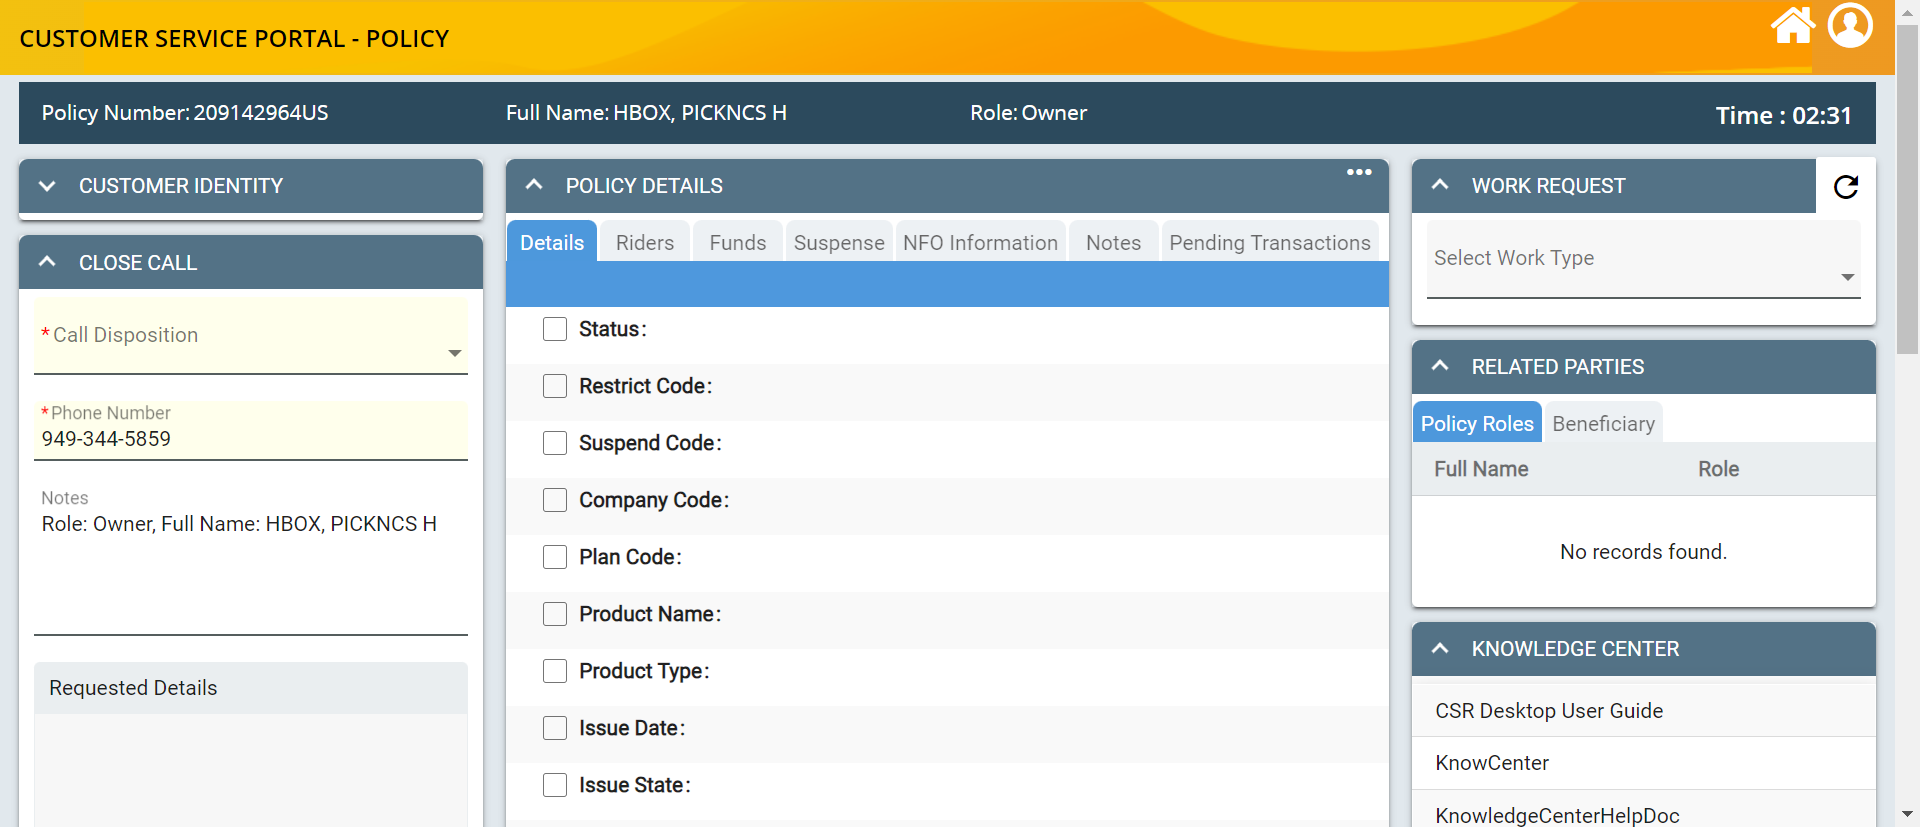 CUSTOMER SERVICE PORTAL - POLICY
Policy Number: 209142964US
Full Name: HBOX, PICKNCS H
Role: Owner
Time : 02:31
CUSTOMER IDENTITY
CLOSE CALL
* Call Disposition
* Phone Number
949-344-5859
Notes
Role: Owner, Full Name: HBOX, PICKNCS H
Requested Details
POLICY DETAILS
Details Riders Funds Suspense NFO Information Notes Pending Transactions
Status:
Restrict Code:
Suspend Code:
Company Code:
Plan Code:
Product Name:
Product Type:
Issue Date:
Issue State:
WORK REQUEST
Select Work Type
RELATED PARTIES
Policy Roles Beneficiary
Full Name Role
No records found.
KNOWLEDGE CENTER
CSR Desktop User Guide
KnowCenter
KnowledgeCenterHelpDoc